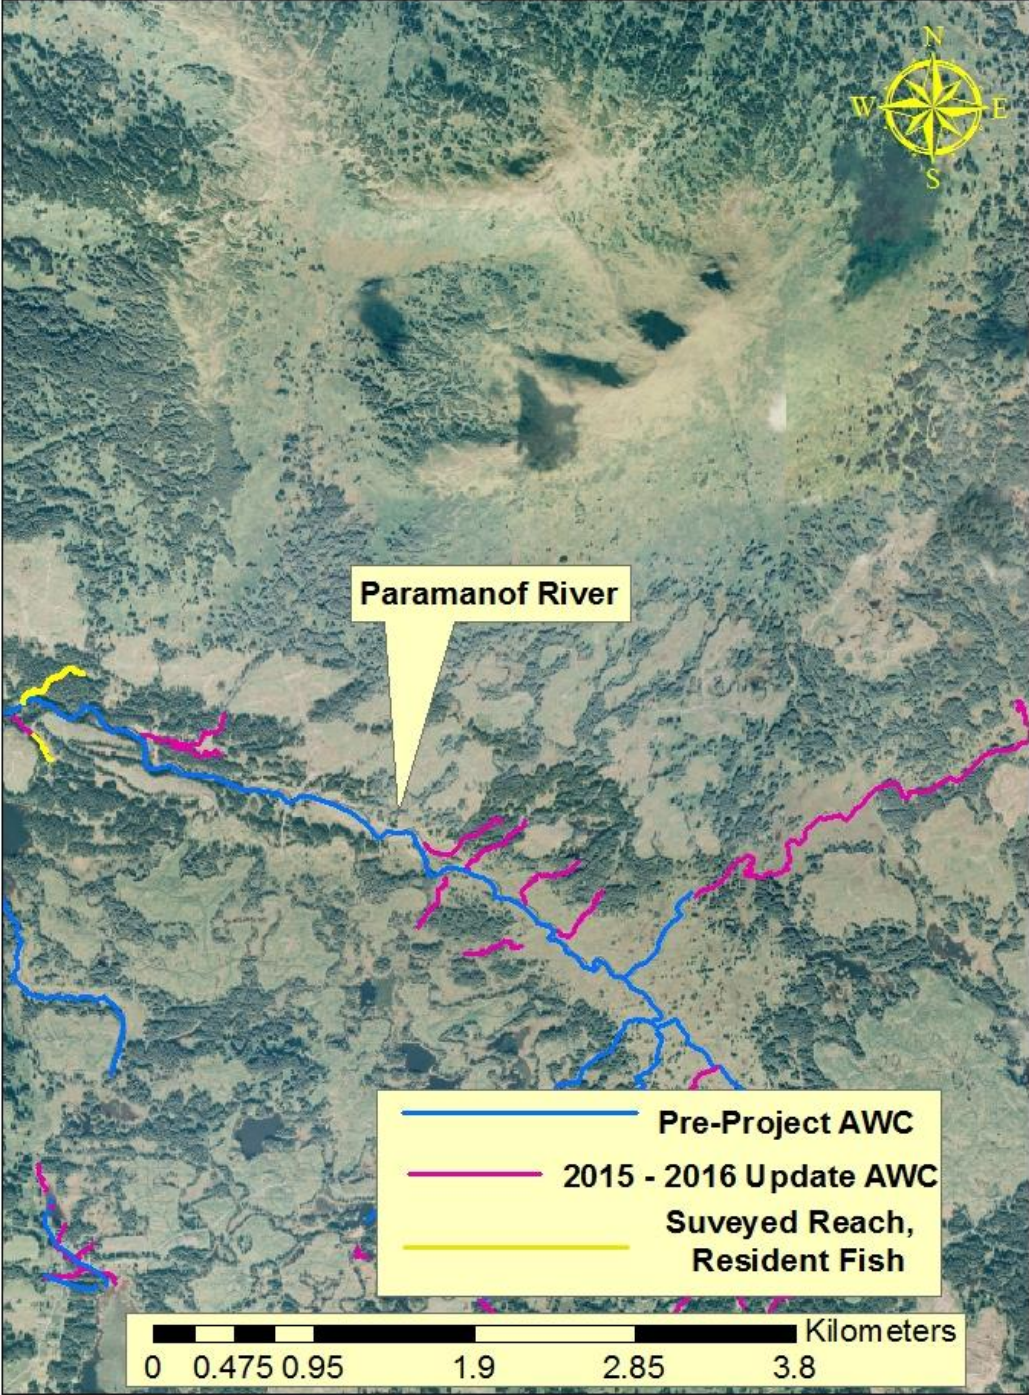 N
W E
S
Paramanof River
Pre-Project AWC
2015 - 2016 Update AWC
Suveyed Reach,
Resident Fish
Kilometers
0 0.475 0.95 1.9 2.85 3.8